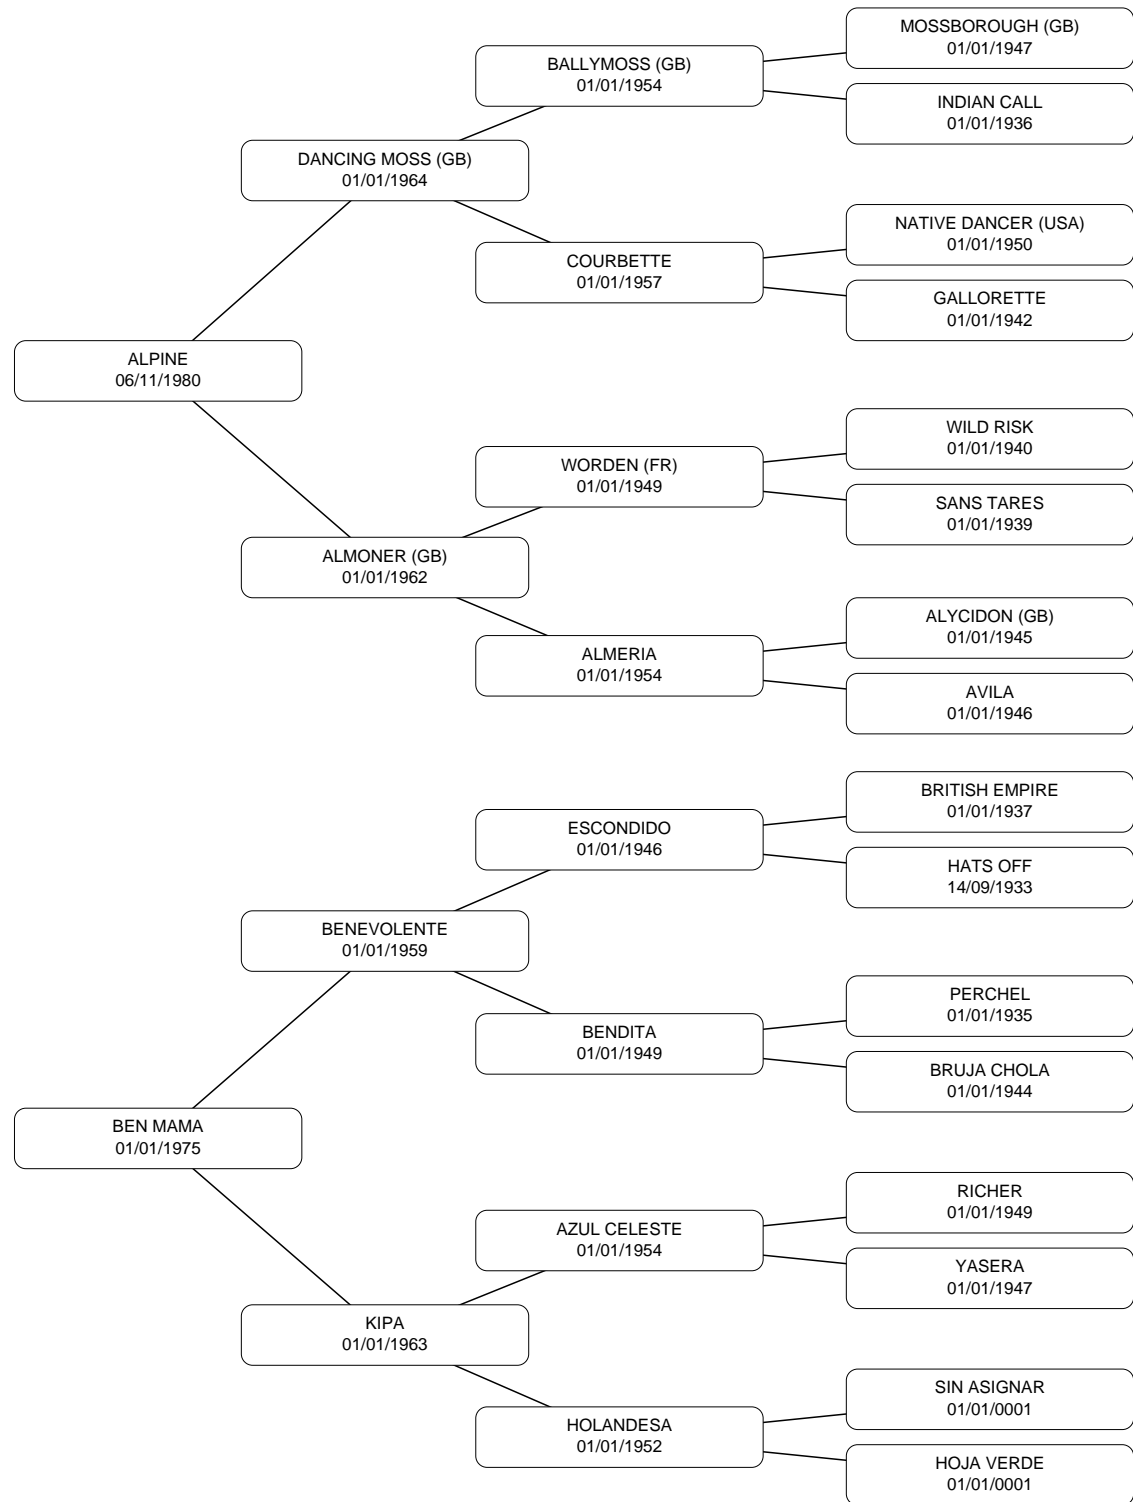 MOSSBOROUGH (GB)
01/01/1947
BALLYMOSS (GB)
01/01/1954
INDIAN CALL
01/01/1936
DANCING MOSS (GB)
01/01/1964
NATIVE DANCER (USA)
01/01/1950
COURBETTE
01/01/1957
GALLORETTE
01/01/1942
ALPINE
06/11/1980
WILD RISK
01/01/1940
WORDEN (FR)
01/01/1949
SANS TARES
01/01/1939
ALMONER (GB)
01/01/1962
ALYCIDON (GB)
01/01/1945
ALMERIA
01/01/1954
AVILA
01/01/1946
BRITISH EMPIRE
01/01/1937
ESCONDIDO
01/01/1946
HATS OFF
14/09/1933
BENEVOLENTE
01/01/1959
PERCHEL
01/01/1935
BENDITA
01/01/1949
BRUJA CHOLA
01/01/1944
BEN MAMA
01/01/1975
RICHER
01/01/1949
AZUL CELESTE
01/01/1954
YASERA
01/01/1947
KIPA
01/01/1963
SIN ASIGNAR
01/01/0001
HOLANDESA
01/01/1952
HOJA VERDE
01/01/0001